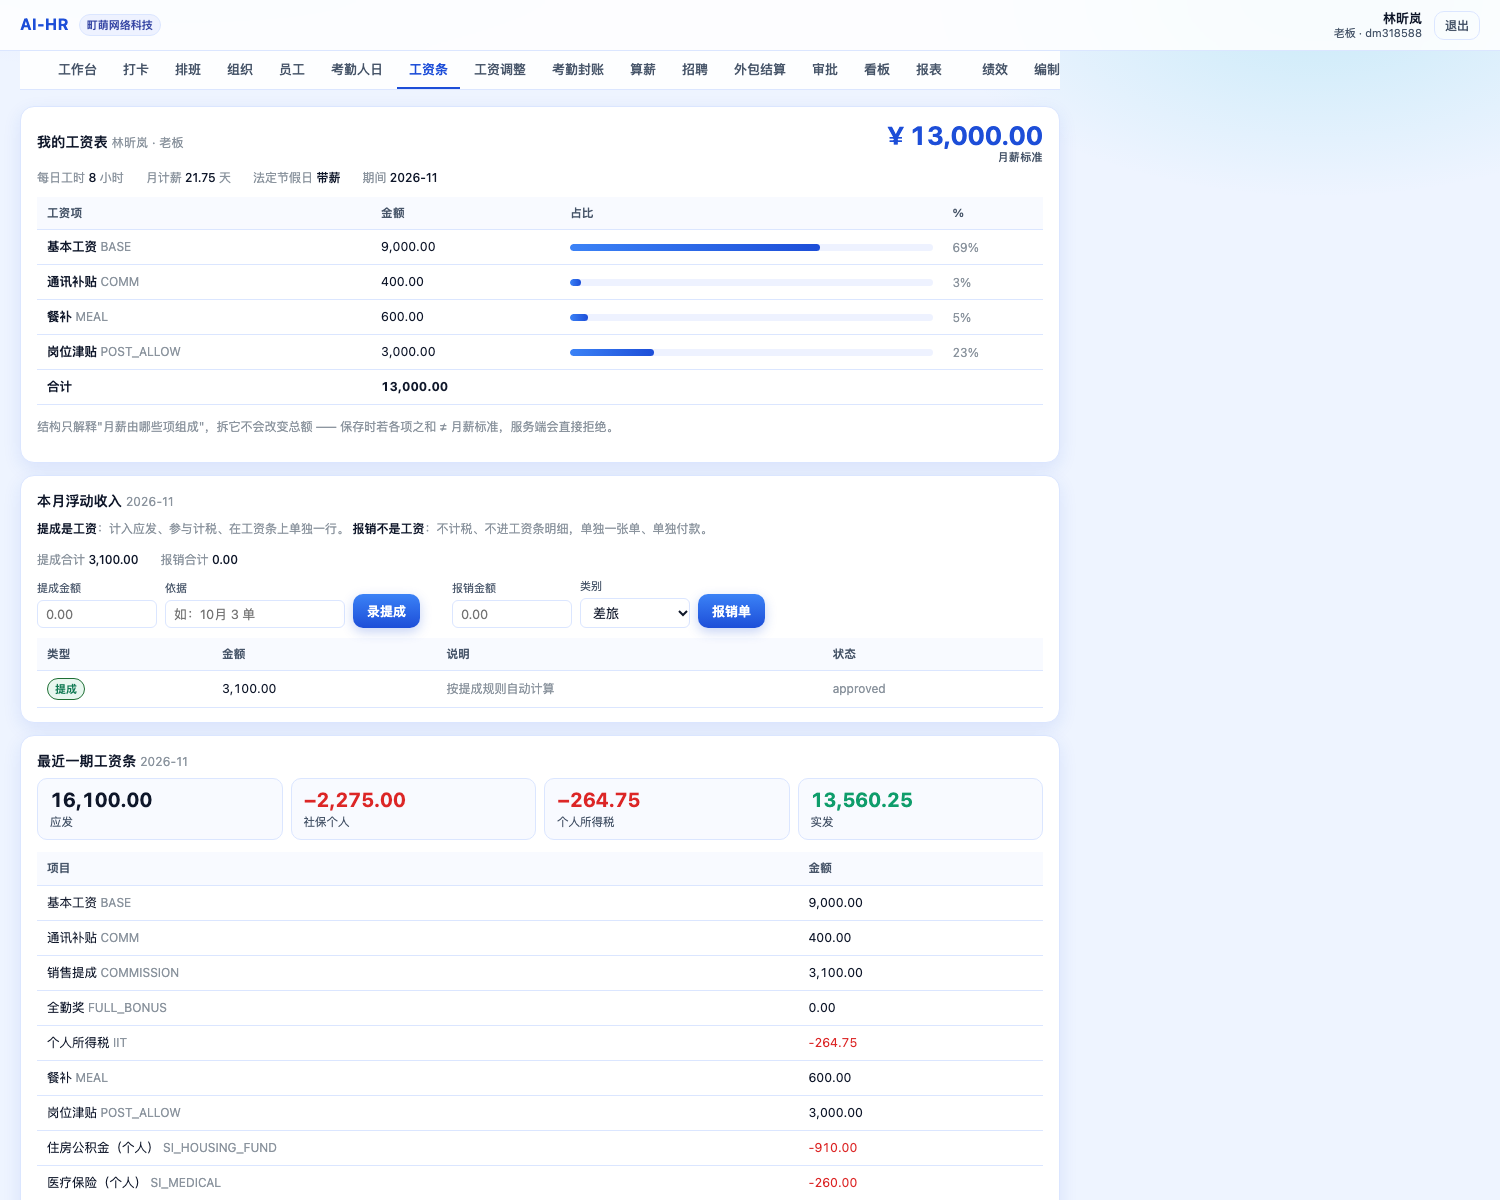 AI-HR 町萌网络科技
林昕岚
老板 · dm318588
退出
工作台 打卡 排班 组织 员工 考勤人日 工资条 工资调整 考勤封账 算薪 招聘 外包结算 审批 看板 报表 绩效 编制
我的工资表 林昕岚 · 老板
¥ 13,000.00
月薪标准
每日工时 8 小时 月计薪 21.75 天 法定节假日 带薪 期间 2026-11
工资项 金额 占比 %
基本工资 BASE 9,000.00 69%
通讯补贴 COMM 400.00 3%
餐补 MEAL 600.00 5%
岗位津贴 POST_ALLOW 3,000.00 23%
合计 13,000.00
结构只解释"月薪由哪些项组成"，拆它不会改变总额 —— 保存时若各项之和 ≠ 月薪标准，服务端会直接拒绝。
本月浮动收入 2026-11
提成是工资：计入应发、参与计税、在工资条上单独一行。 报销不是工资：不计税、不进工资条明细，单独一张单、单独付款。
提成合计 3,100.00 报销合计 0.00
提成金额 依据 报销金额 类别
0.00 如：10月 3 单 录提成 0.00 差旅 报销单
类型 金额 说明 状态
提成 3,100.00 按提成规则自动计算 approved
最近一期工资条 2026-11
16,100.00 −2,275.00 −264.75 13,560.25
应发 社保个人 个人所得税 实发
项目 金额
基本工资 BASE 9,000.00
通讯补贴 COMM 400.00
销售提成 COMMISSION 3,100.00
全勤奖 FULL_BONUS 0.00
个人所得税 IIT -264.75
餐补 MEAL 600.00
岗位津贴 POST_ALLOW 3,000.00
住房公积金（个人） SI_HOUSING_FUND -910.00
医疗保险（个人） SI_MEDICAL -260.00